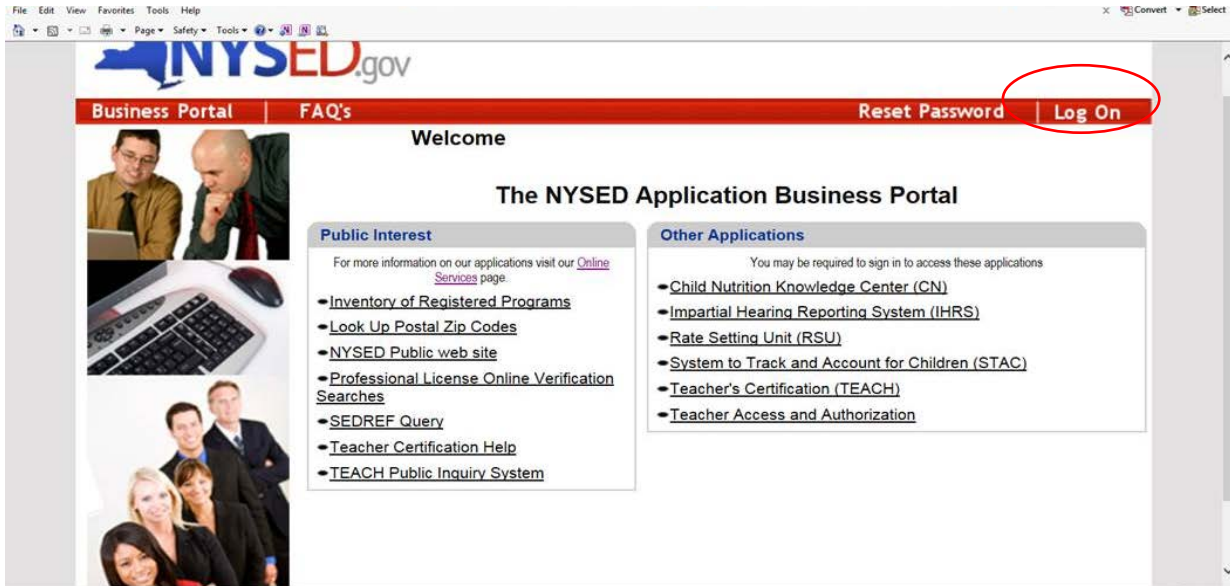 File Edit View Favorites Tools Help
X Convert Select
Page Safety Tools
NYSED.gov
Business Portal | FAQ's Reset Password | Log On
Welcome
The NYSED Application Business Portal
Public Interest
For more information on our applications visit our Online
Services page.
Inventory of Registered Programs
Look Up Postal Zip Codes
NYSED Public web site
Professional License Online Verification
Searches
SEDREF Query
Teacher Certification Help
TEACH Public Inquiry System
Other Applications
You may be required to sign in to access these applications
Child Nutrition Knowledge Center (CN)
Impartial Hearing Reporting System (IHRS)
Rate Setting Unit (RSU)
System to Track and Account for Children (STAC)
Teacher's Certification (TEACH)
Teacher Access and Authorization